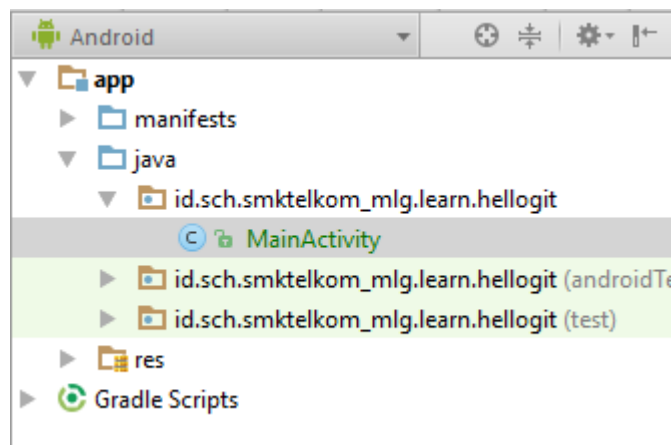 Android
app
manifests
java
id.sch.smktelkom_mlg.learn.hellogit
C MainActivity
id.sch.smktelkom_mlg.learn.hellogit (androidTe
id.sch.smktelkom_mlg.learn.hellogit (test)
res
Gradle Scripts